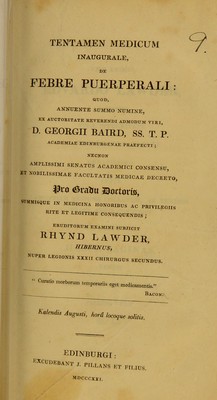 9.
TENTAMEN MEDICUM
INAUGURALE,
DE
FEBRE PUERPERALI:
QUOD,
ANNUENTE SUMMO NUMINE,
EX AUCTORITATE REVERENDI ADMODUM VIRI,
D. GEORGII BAIRD, SS. T. P.
ACADEMIAE EDINBURGENAE PRAEFECTI;
NECNON
AMPLISSIMI SENATUS ACADEMICI CONSENSU,
ET NOBILISSIMAE FACULTATIS MEDICAE DECRETO,
Pro Gradu Doctoris,
SUMMISQUE IN MEDICINA HONORIBUS AC PRIVILEGIIS
RITE ET LEGITIME CONSEQUENDIS;
ERUDITORUM EXAMINI SUBJICIT
RHYND LAWDER,
HIBERNUS,
NUPER LEGIONIS XXXII CHIRURGUS SECUNDUS.
" Curatio morborum temporatis eget medicamentis."
BACON.
Kalendis Augusti, horâ locoque solitis.
EDINBURGI:
EXCUDEBANT J. PILLANS ET FILIUS.
MDCCCXXI.